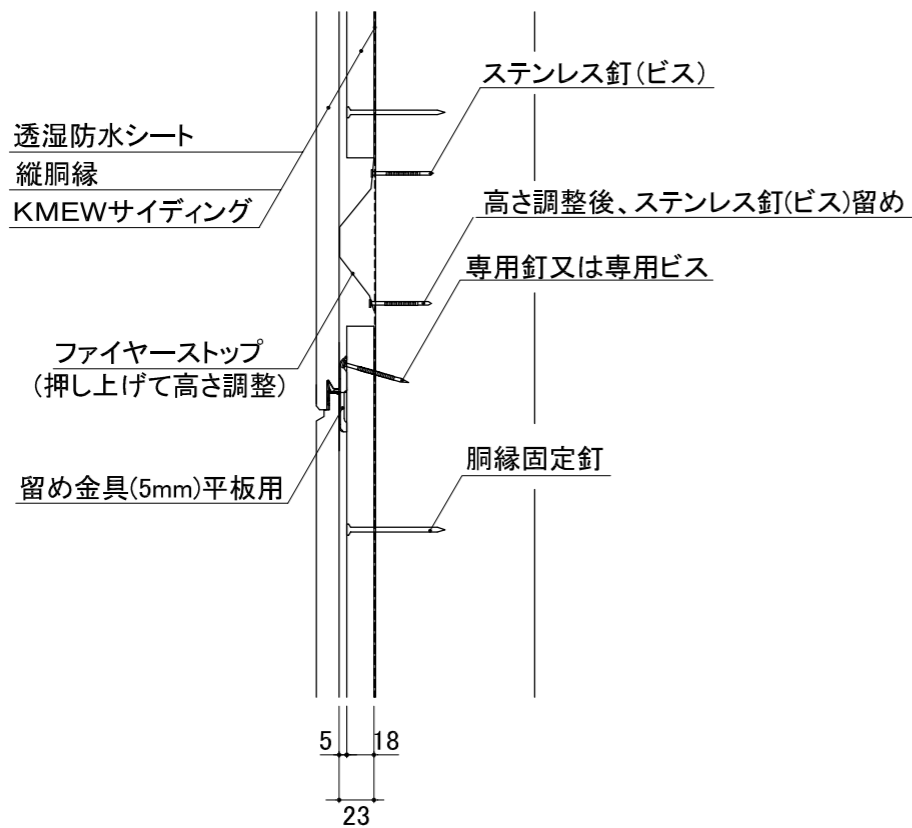 ステンレス釘(ビス)
透湿防水シート
縦胴縁
KMEWサイディング
高さ調整後、ステンレス釘(ビス)留め
専用釘又は専用ビス
ファイヤーストップ
(押し上げて高さ調整)
胴縁固定釘
留め金具(5mm)平板用
5 18
23